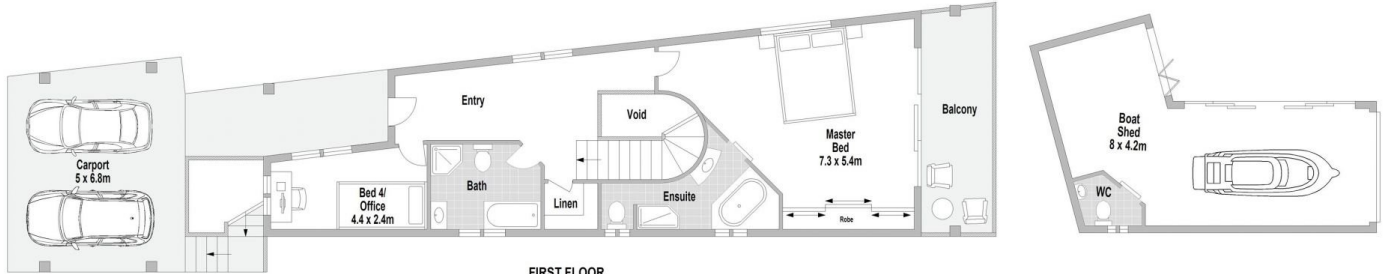 Carport
5 x 6.8m
Entry
Bed 4/
Office
4.4 x 2.4m
Bath
Linen
Void
Ensuite
Master
Bed
7.3 x 5.4m
Robe
Balcony
Boat
Shed
8 x 4.2m
WC
FIRST FLOOR